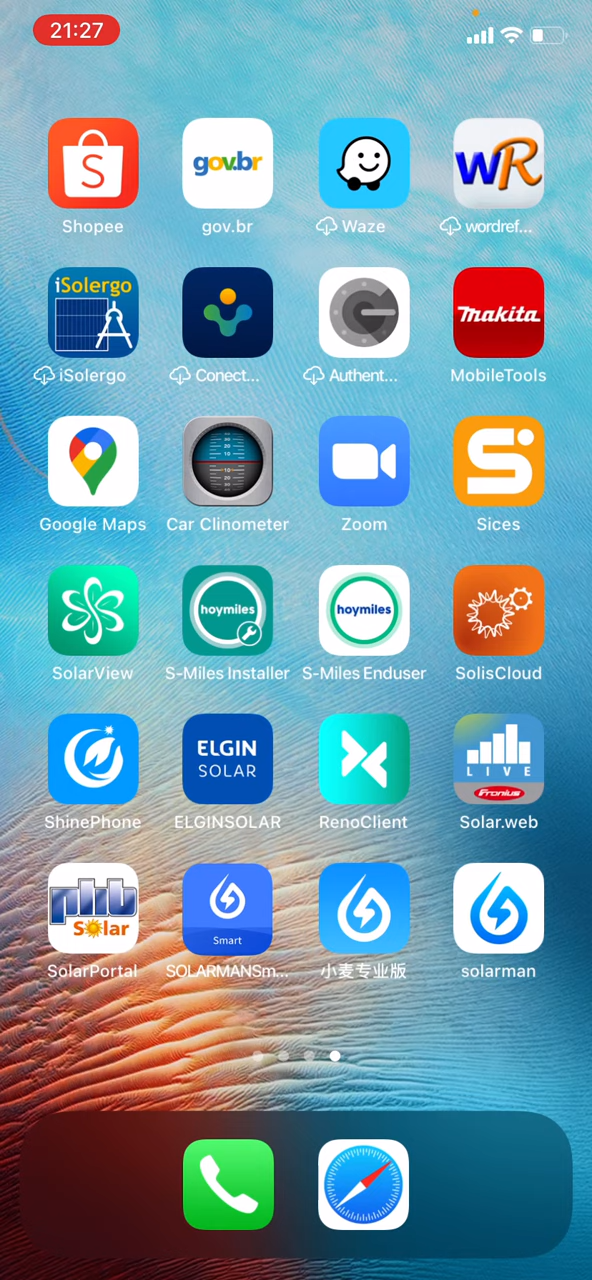 21:27
S
gov.br
WR
Shopee
gov.br
Waze
wordref...
iSolergo
makita
iSolergo
Conect...
Authent...
MobileTools
S
Google Maps
Car Clinometer
Zoom
Sices
hoymiles
hoymiles
SolarView
S-Miles Installer
S-Miles Enduser
SolisCloud
ELGIN
SOLAR
LIVE
Fronius
ShinePhone
ELGINSOLAR
RenoClient
Solar.web
phb
Solar
Smart
SolarPortal
SOLARMANSm...
小麦专业版
solarman